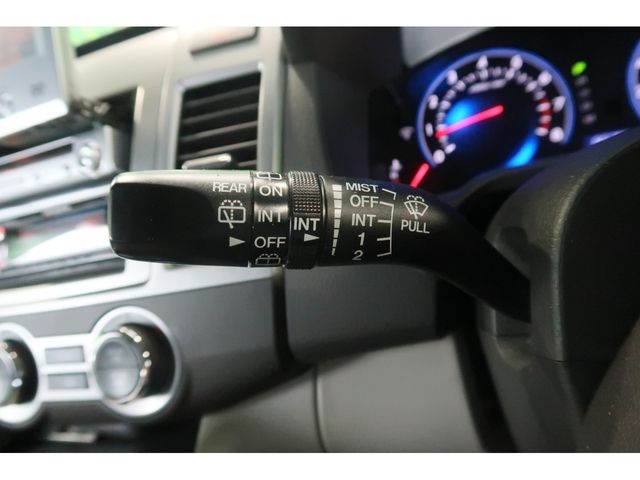 REAR
ON
INT
OFF
INT
MIST
OFF
INT
1
2
PULL